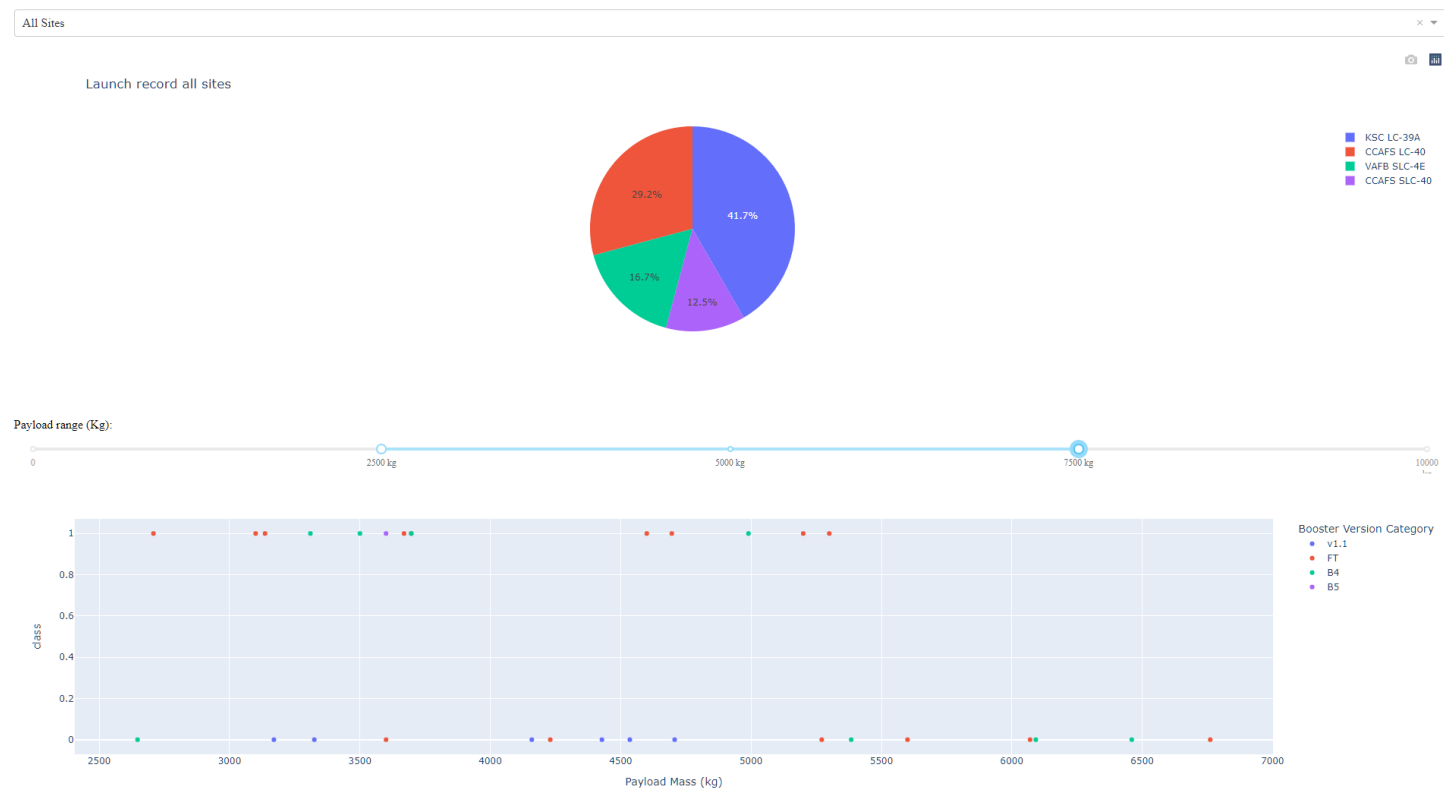 All Sites
Launch record all sites
KSC LC-39A
CCAFS LC-40
VAFB SLC-4E
CCAFS SLC-40
29.2%
41.7%
16.7%
12.5%
Payload range (Kg):
0 2500 kg 5000 kg 7500 kg 10000
Booster Version Category
v1.1
FT
B4
B5
1
0.8
0.6
0.4
0.2
0
class
2500 3000 3500 4000 4500 5000 5500 6000 6500 7000
Payload Mass (kg)